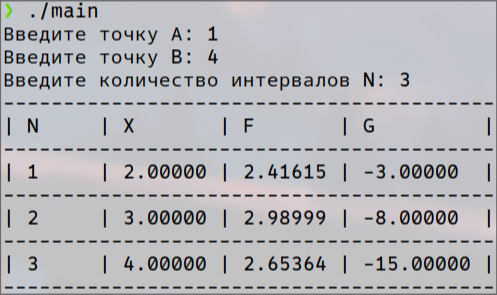 ❯ ./main
Введите точку A: 1
Введите точку B: 4
Введите количество интервалов N: 3
-----------------------------------------
| N     | X       | F       | G         |
-----------------------------------------
| 1     | 2.00000 | 2.41615 | -3.00000  |
-----------------------------------------
| 2     | 3.00000 | 2.98999 | -8.00000  |
-----------------------------------------
| 3     | 4.00000 | 2.65364 | -15.00000 |
-----------------------------------------